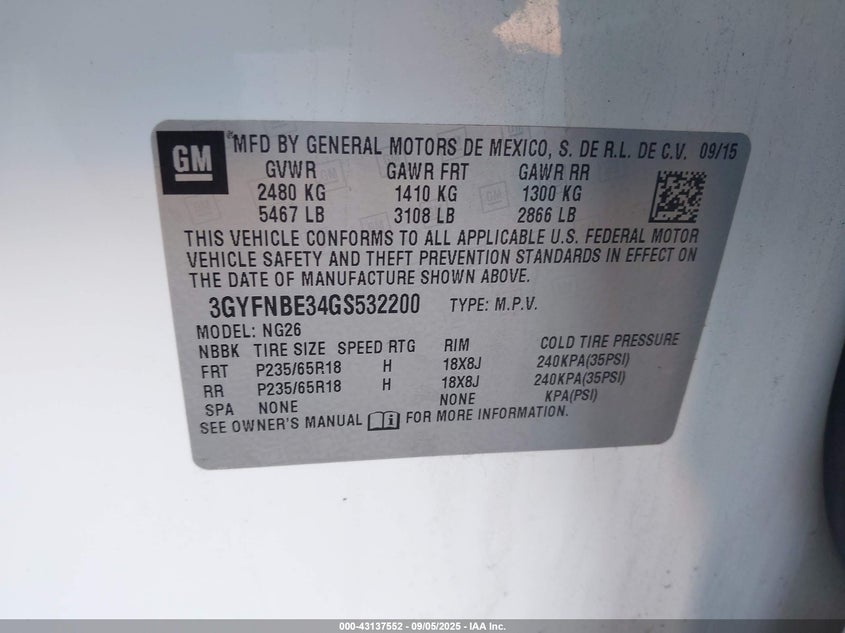 GM
®MFD BY GENERAL MOTORS DE MEXICO, S. DE R.L. DE C.V. 09/15
GVWR GAWR FRT GAWR RR
2480 KG 1410 KG 1300 KG
5467 LB 3108 LB 2866 LB
THIS VEHICLE CONFORMS TO ALL APPLICABLE U.S. FEDERAL MOTOR
VEHICLE SAFETY AND THEFT PREVENTION STANDARDS IN EFFECT ON
THE DATE OF MANUFACTURE SHOWN ABOVE.
3GYFNBE34GS532200 TYPE: M.P.V.
MODEL: NG26
NBBK TIRE SIZE SPEED RTG RIM COLD TIRE PRESSURE
FRT P235/65R18 H 18X8J 240KPA(35PSI)
RR P235/65R18 H 18X8J 240KPA(35PSI)
SPA NONE NONE KPA(PSI)
SEE OWNER'S MANUAL FOR MORE INFORMATION.
000-43137552 - 09/05/2025 - IAA Inc.